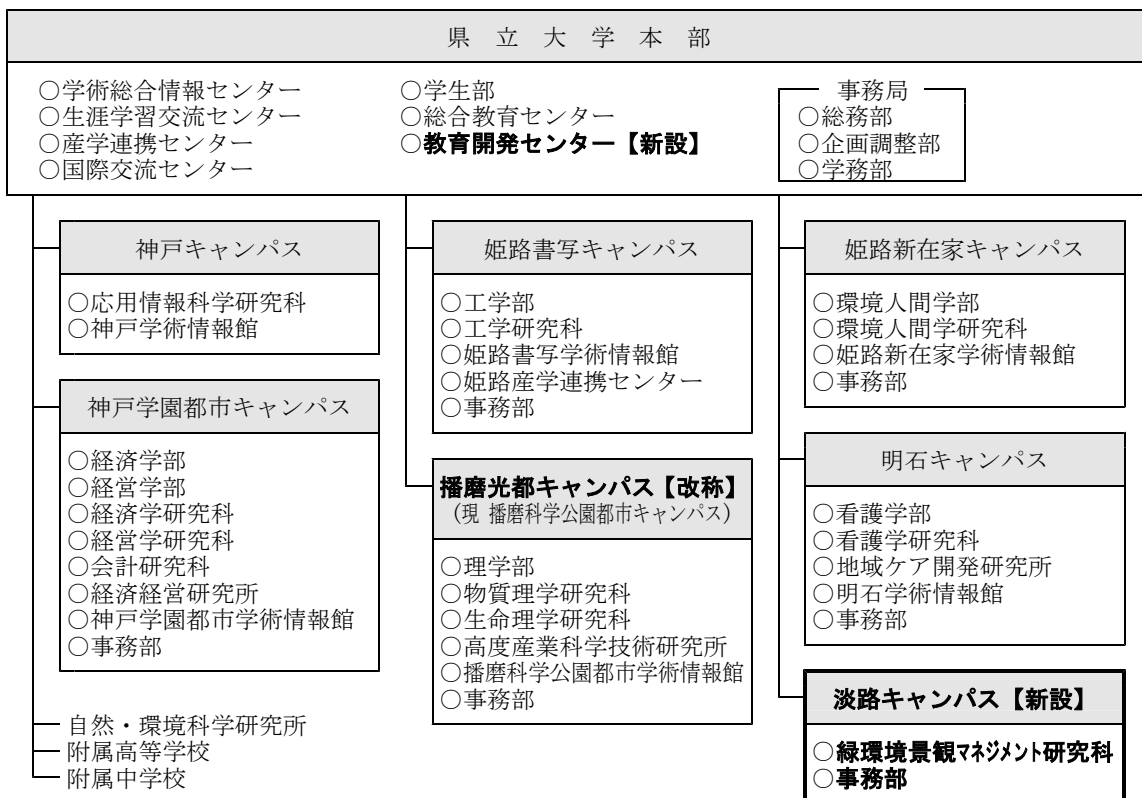 県立大学本部
○学術総合情報センター
○生涯学習交流センター
○産学連携センター
○国際交流センター
○学生部
○総合教育センター
○教育開発センター【新設】
事務局
○総務部
○企画調整部
○学務部
神戸キャンパス
○応用情報科学研究科
○神戸学術情報館
神戸学園都市キャンパス
○経済学部
○経営学部
○経済学研究科
○経営学研究科
○会計研究科
○経済経営研究所
○神戸学園都市学術情報館
○事務部
自然・環境科学研究所
附属高等学校
附属中学校
姫路書写キャンパス
○工学部
○工学研究科
○姫路書写学術情報館
○姫路産学連携センター
○事務部
播磨光都キャンパス【改称】
(現 播磨科学公園都市キャンパス)
○理学部
○物質理学研究科
○生命理学研究科
○高度産業科学技術研究所
○播磨科学公園都市学術情報館
○事務部
姫路新在家キャンパス
○環境人間学部
○環境人間学研究科
○姫路新在家学術情報館
○事務部
明石キャンパス
○看護学部
○看護学研究科
○地域ケア開発研究所
○明石学術情報館
○事務部
淡路キャンパス【新設】
○緑環境景観マネジメント研究科
○事務部